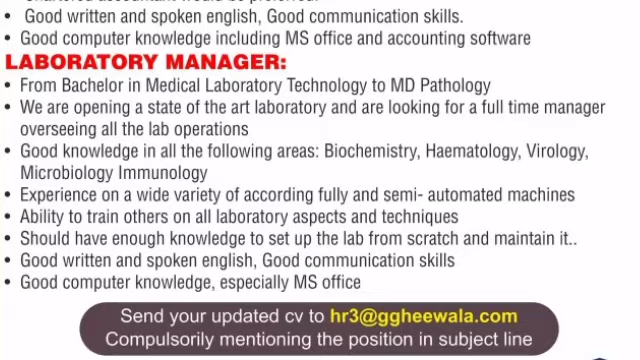 Chartered accountant would be preferred.
• Good written and spoken english, Good communication skills.
• Good computer knowledge including MS office and accounting software
LABORATORY MANAGER:
• From Bachelor in Medical Laboratory Technology to MD Pathology
• We are opening a state of the art laboratory and are looking for a full time manager
overseeing all the lab operations
• Good knowledge in all the following areas: Biochemistry, Haematology, Virology,
Microbiology Immunology
• Experience on a wide variety of according fully and semi- automated machines
• Ability to train others on all laboratory aspects and techniques
• Should have enough knowledge to set up the lab from scratch and maintain it..
• Good written and spoken english, Good communication skills
• Good computer knowledge, especially MS office
Send your updated cv to hr3@ggheewala.com
Compulsorily mentioning the position in subject line